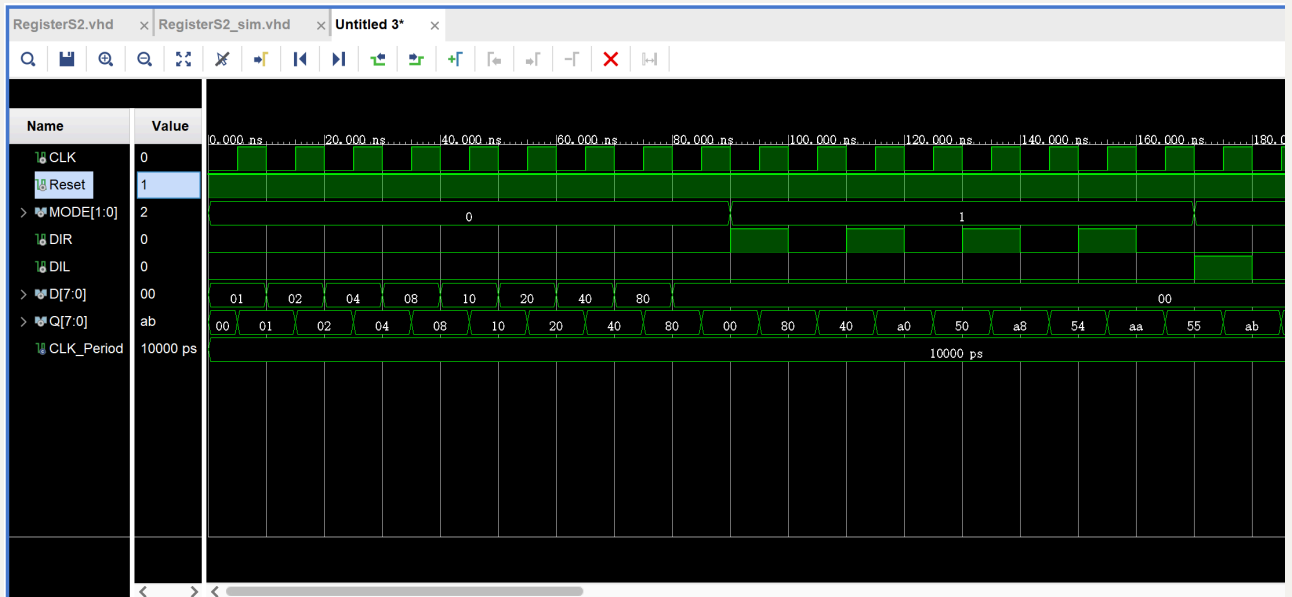 RegisterS2.vhd × RegisterS2_sim.vhd × Untitled 3* ×
Name Value
0.000 ns 20.000 ns 40.000 ns 60.000 ns 80.000 ns 100.000 ns 120.000 ns 140.000 ns 160.000 ns 180.0
CLK 0
Reset 1
MODE[1:0] 2 0 1
DIR 0
DIL 0
D[7:0] 00 01 02 04 08 10 20 40 80 00
Q[7:0] ab 00 01 02 04 08 10 20 40 80 00 80 40 a0 50 a8 54 aa 55 ab
CLK_Period 10000 ps 10000 ps